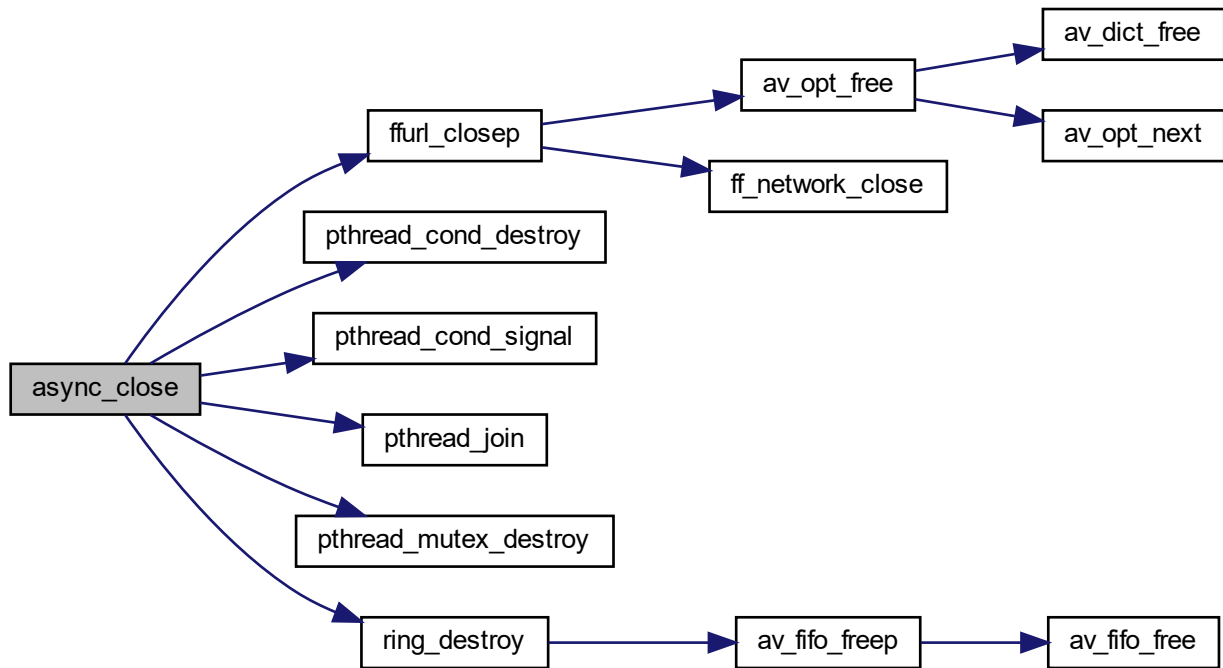 av_dict_free
av_opt_free
ffurl_closep
av_opt_next
ff_network_close
pthread_cond_destroy
pthread_cond_signal
async_close
pthread_join
pthread_mutex_destroy
ring_destroy
av_fifo_freep
av_fifo_free